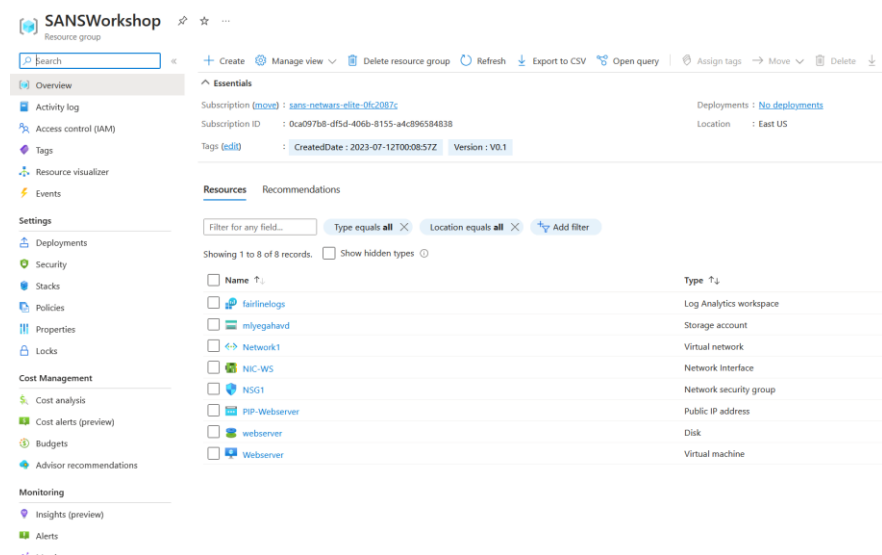 SANSWorkshop
Resource group
Search
Create Manage view Delete resource group Refresh Export to CSV Open query Assign tags Move Delete
Overview
Activity log
Access control (IAM)
Tags
Resource visualizer
Events
Settings
Deployments
Security
Stacks
Policies
Properties
Locks
Cost Management
Cost analysis
Cost alerts (preview)
Budgets
Advisor recommendations
Monitoring
Insights (preview)
Alerts
Essentials
Subscription (move) : sans-netwars-elite-0fc2087c
Subscription ID : 0ca097b8-df5d-406b-8155-a4c896584838
Tags (edit) : CreatedDate : 2023-07-12T00:08:57Z Version : V0.1
Deployments : No deployments
Location : East US
Resources Recommendations
Filter for any field... Type equals all Location equals all Add filter
Showing 1 to 8 of 8 records. Show hidden types
Name Type
fairlinelogs Log Analytics workspace
mlyegahavd Storage account
Network1 Virtual network
NIC-WS Network Interface
NSG1 Network security group
PIP-Webserver Public IP address
webserver Disk
Webserver Virtual machine